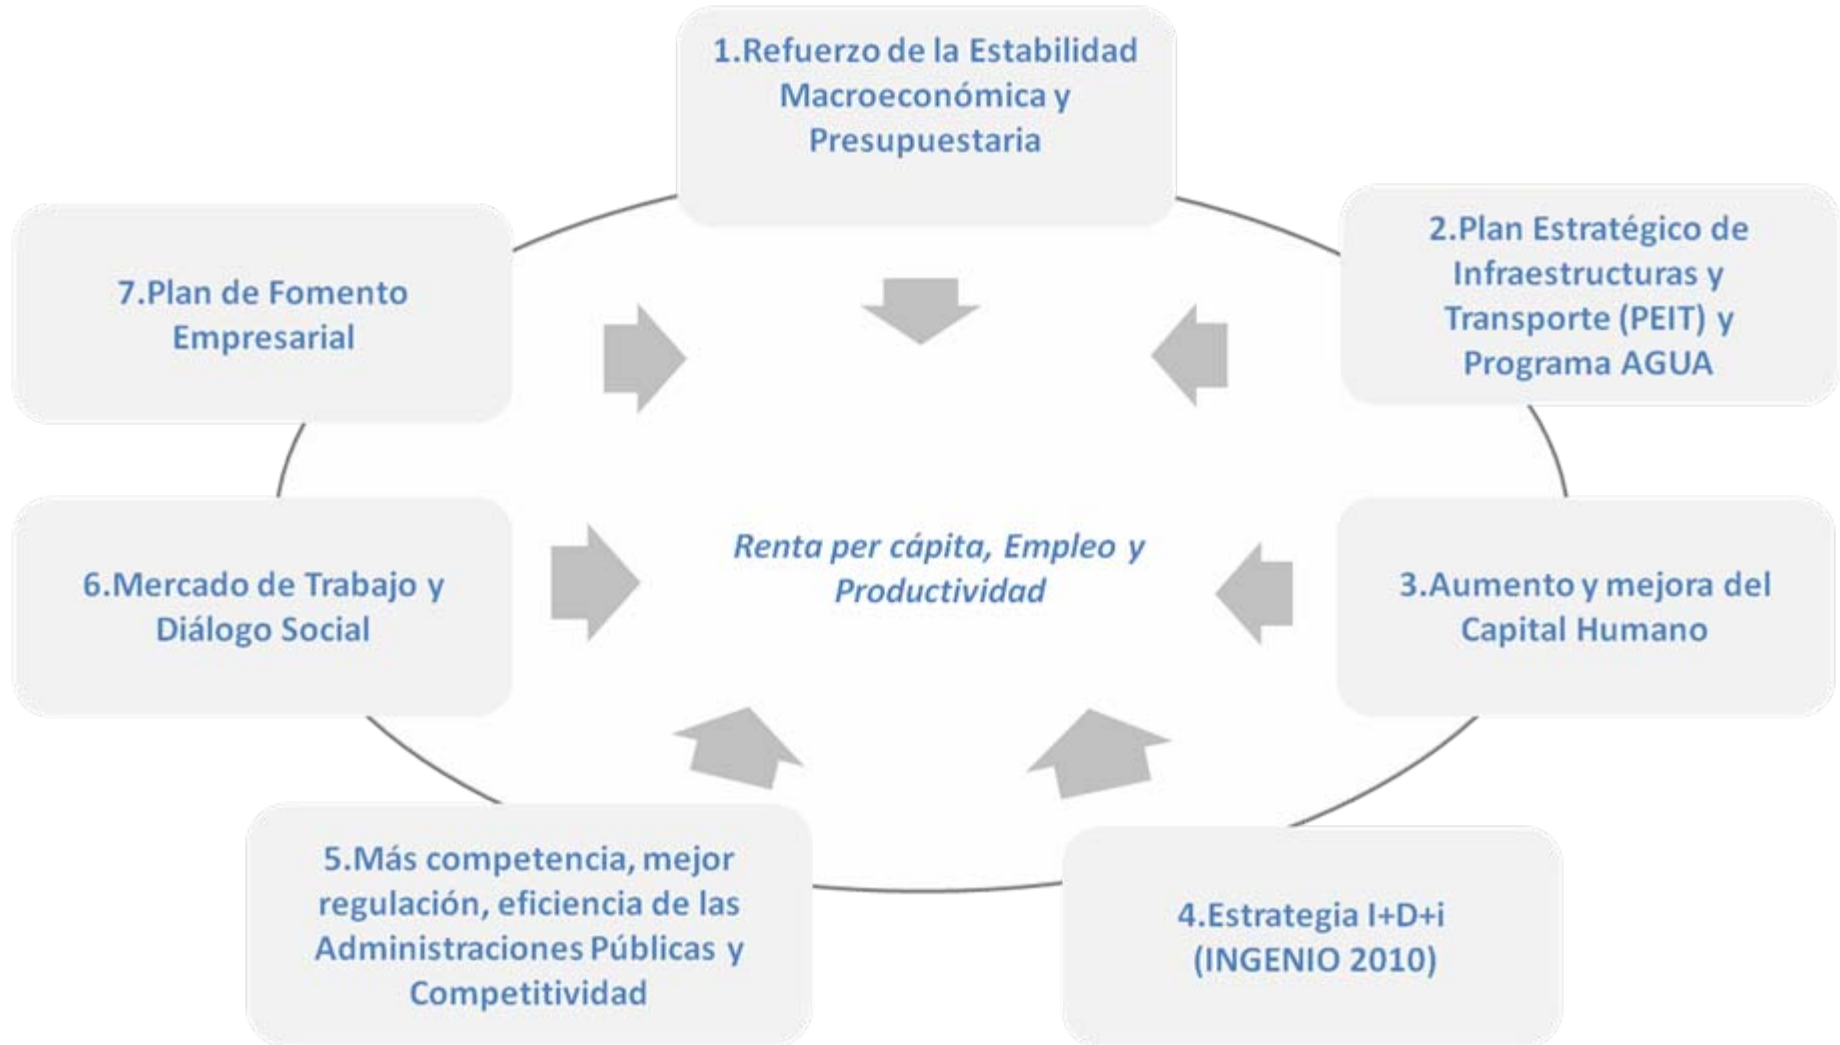 1.Refuerzo de la Estabilidad
Macroeconómica y
Presupuestaria
2.Plan Estratégico de
Infraestructuras y
Transporte (PEIT) y
Programa AGUA
3.Aumento y mejora del
Capital Humano
4.Estrategia I+D+i
(INGENIO 2010)
5.Más competencia, mejor
regulación, eficiencia de las
Administraciones Públicas y
Competitividad
6.Mercado de Trabajo y
Diálogo Social
7.Plan de Fomento
Empresarial
Renta per cápita, Empleo y
Productividad